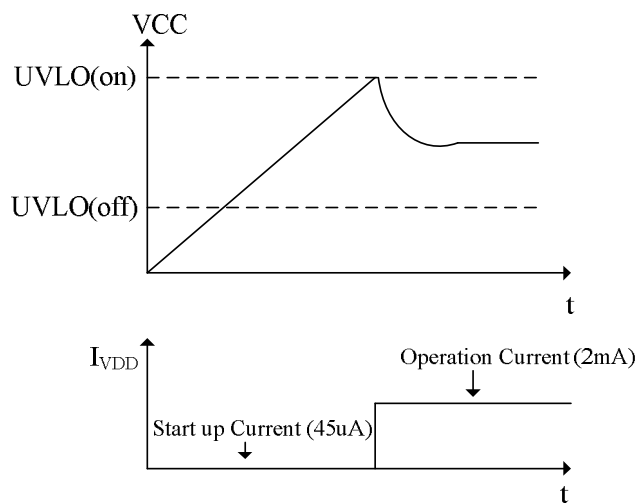 VCC
UVLO(on)
UVLO(off)
t
I_VDD
Operation Current (2mA)
Start up Current (45uA)
t